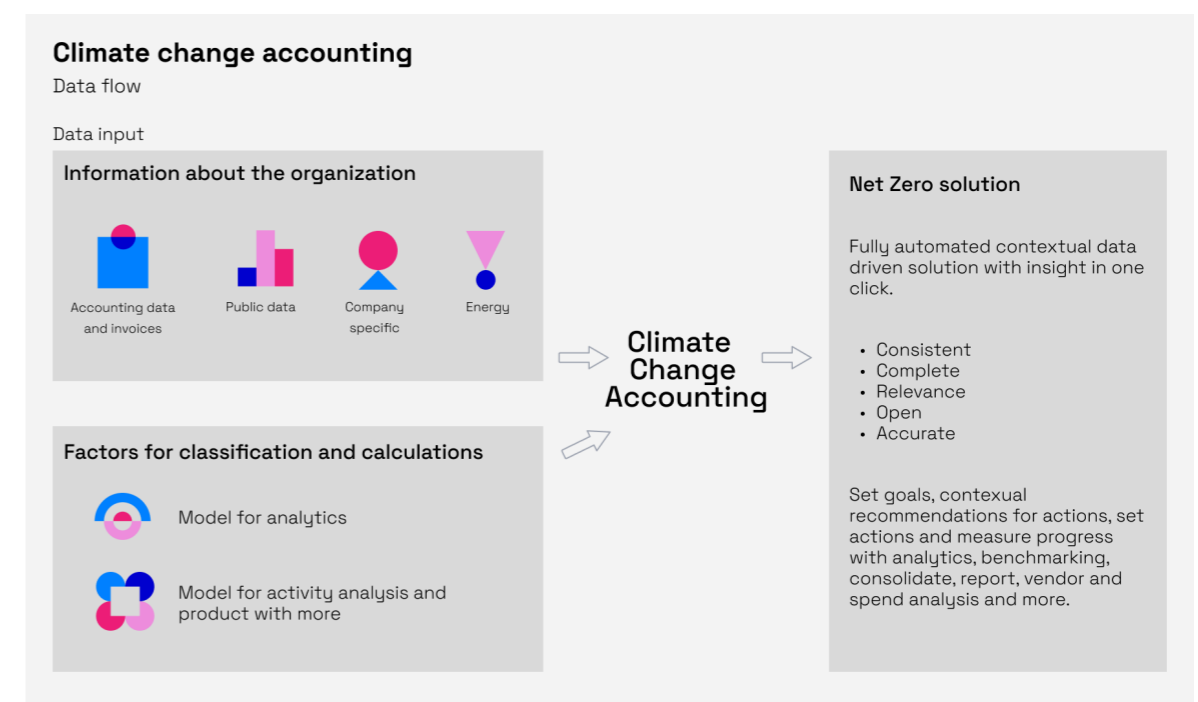 Climate change accounting
Data flow
Data input
Information about the organization
Accounting data
and invoices
Public data
Company
specific
Energy
Factors for classification and calculations
Model for analytics
Model for activity analysis and
product with more
Climate
Change
Accounting
Net Zero solution
Fully automated contextual data
driven solution with insight in one
click.
• Consistent
• Complete
• Relevance
• Open
• Accurate
Set goals, contexual
recommendations for actions, set
actions and measure progress
with analytics, benchmarking,
consolidate, report, vendor and
spend analysis and more.